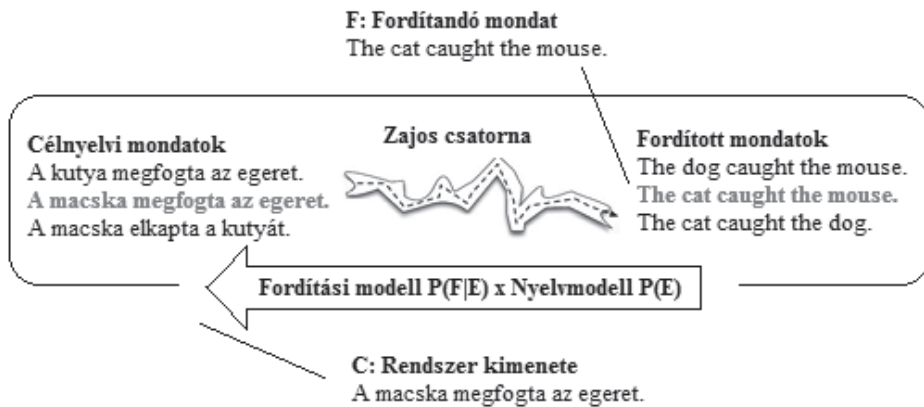 F: Fordítandó mondat
The cat caught the mouse.
Célnyelvi mondatok
A kutya megfogta az egeret.
A macska megfogta az egeret.
A macska elkapta a kutyát.
Zajos csatorna
Fordított mondatok
The dog caught the mouse.
The cat caught the mouse.
The cat caught the dog.
Fordítási modell P(F|E) x Nyelvmodell P(E)
C: Rendszer kimenete
A macska megfogta az egeret.